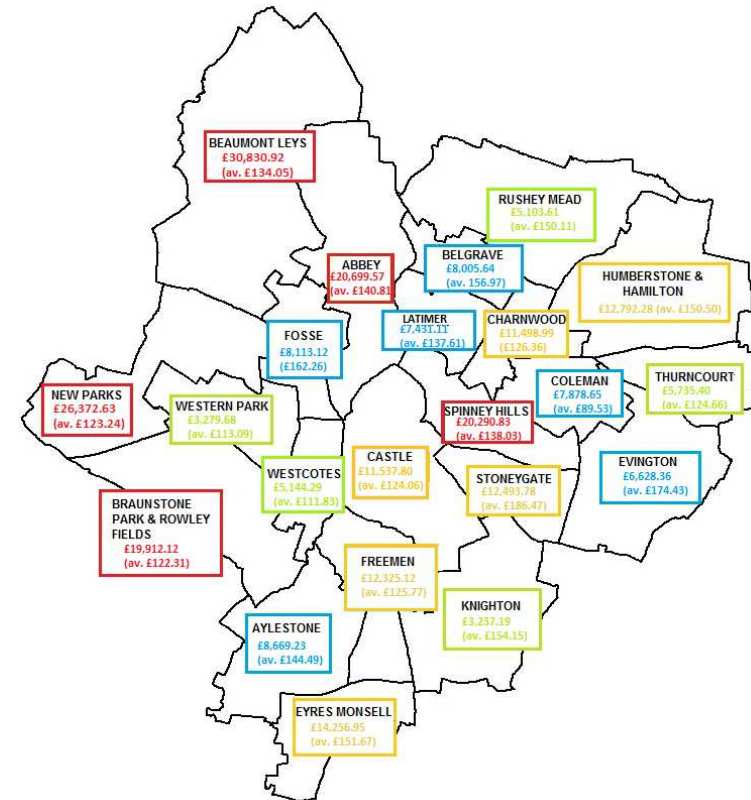 BEAUMONT LEYS
£30,830.92
(av. £134.05)
RUSHEY MEAD
£5,103.61
(av. £150.11)
ABBEY
£20,699.57
(av. £140.81
BELGRAVE
£8,005.64
(av. 156.97)
HUMBERSTONE &
HAMILTON
£12,792.28 (av. £150.50)
FOSSE
£8,113.12
(£162.26)
LATIMER
£7,431.11
(av. £137.61)
CHARNWOOD
£11,498.99
(£126.36)
NEW PARKS
£26,372.63
(av. £123.24)
WESTERN PARK
£3,279.68
(av. £113.09)
COLEMAN
£7,878.65
(av. £89.53)
THURNCOURT
£5,735.40
(av. £124.66)
SPINNEY HILLS
£20,290.83
(av. £138.03)
WESTCOTES
£5,144.29
(av. £111.83)
CASTLE
£11,537.80
(av. £124.06)
STONEYGATE
£12,493.78
(av. £186.47)
EVINGTON
£6,628.36
(av. £174.43)
BRAUNSTONE
PARK & ROWLEY
FIELDS
£19,912.12
(av. £122.31)
FREEMEN
£12,325.12
(av. £125.77)
KNIGHTON
£3,237.19
(av. £154.15)
AYLESTONE
£8,669.23
(av. £144.49)
EYRES MONSELL
£14,256.95
(av. £151.67)